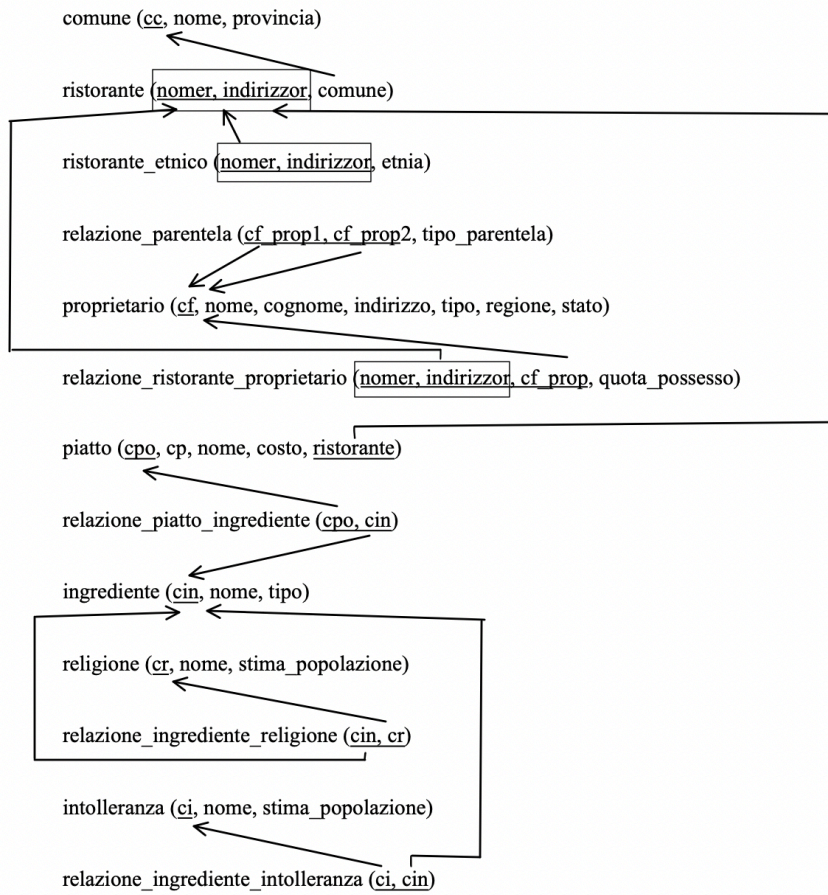 comune (cc, nome, provincia)
ristorante (nomer, indirizzor, comune)
ristorante_etnico (nomer, indirizzor, etnia)
relazione_parentela (cf_prop1, cf_prop2, tipo_parentela)
proprietario (cf, nome, cognome, indirizzo, tipo, regione, stato)
relazione_ristorante_proprietario (nomer, indirizzor, cf_prop, quota_possesso)
piatto (cpo, cp, nome, costo, ristorante)
relazione_piatto_ingrediente (cpo, cin)
ingrediente (cin, nome, tipo)
religione (cr, nome, stima_popolazione)
relazione_ingrediente_religione (cin, cr)
intolleranza (ci, nome, stima_popolazione)
relazione_ingrediente_intolleranza (ci, cin)